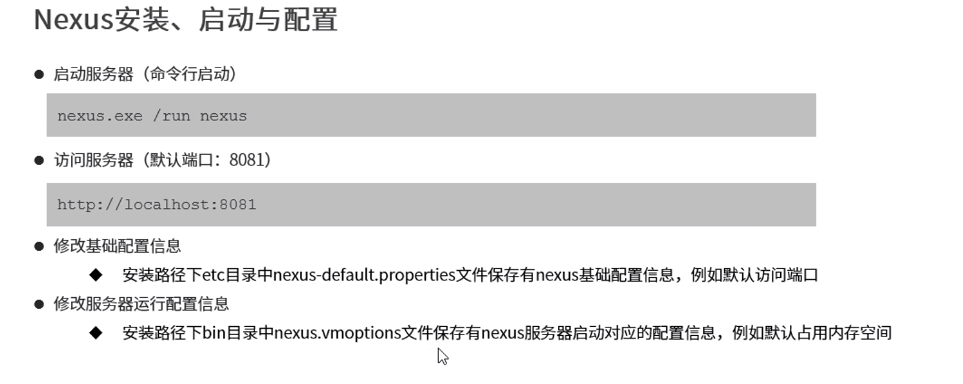 Nexus安装、启动与配置
启动服务器（命令行启动）
nexus.exe /run nexus
访问服务器（默认端口：8081）
http://localhost:8081
修改基础配置信息
安装路径下etc目录中nexus-default.properties文件保存有nexus基础配置信息，例如默认访问端口
修改服务器运行配置信息
安装路径下bin目录中nexus.vmoptions文件保存有nexus服务器启动对应的配置信息，例如默认占用内存空间